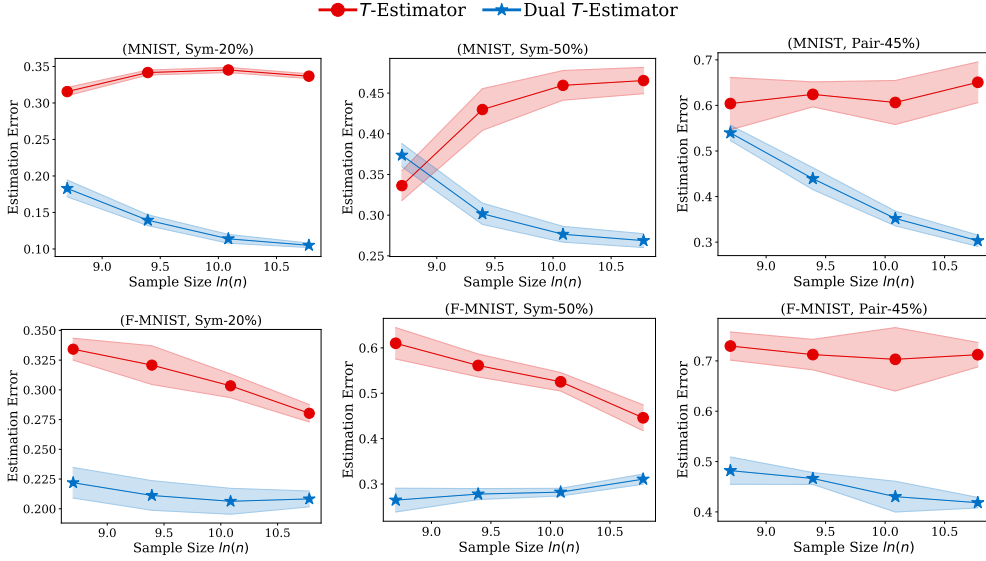 T-Estimator Dual T-Estimator
(MNIST, Sym-20%)
Estimation Error
0.35
0.30
0.25
0.20
0.15
0.10
9.0 9.5 10.0 10.5
Sample Size ln(n)
(MNIST, Sym-50%)
Estimation Error
0.45
0.40
0.35
0.30
0.25
9.0 9.5 10.0 10.5
Sample Size ln(n)
(MNIST, Pair-45%)
Estimation Error
0.7
0.6
0.5
0.4
0.3
9.0 9.5 10.0 10.5
Sample Size ln(n)
(F-MNIST, Sym-20%)
Estimation Error
0.350
0.325
0.300
0.275
0.250
0.225
0.200
9.0 9.5 10.0 10.5
Sample Size ln(n)
(F-MNIST, Sym-50%)
Estimation Error
0.6
0.5
0.4
0.3
9.0 9.5 10.0 10.5
Sample Size ln(n)
(F-MNIST, Pair-45%)
Estimation Error
0.7
0.6
0.5
0.4
9.0 9.5 10.0 10.5
Sample Size ln(n)